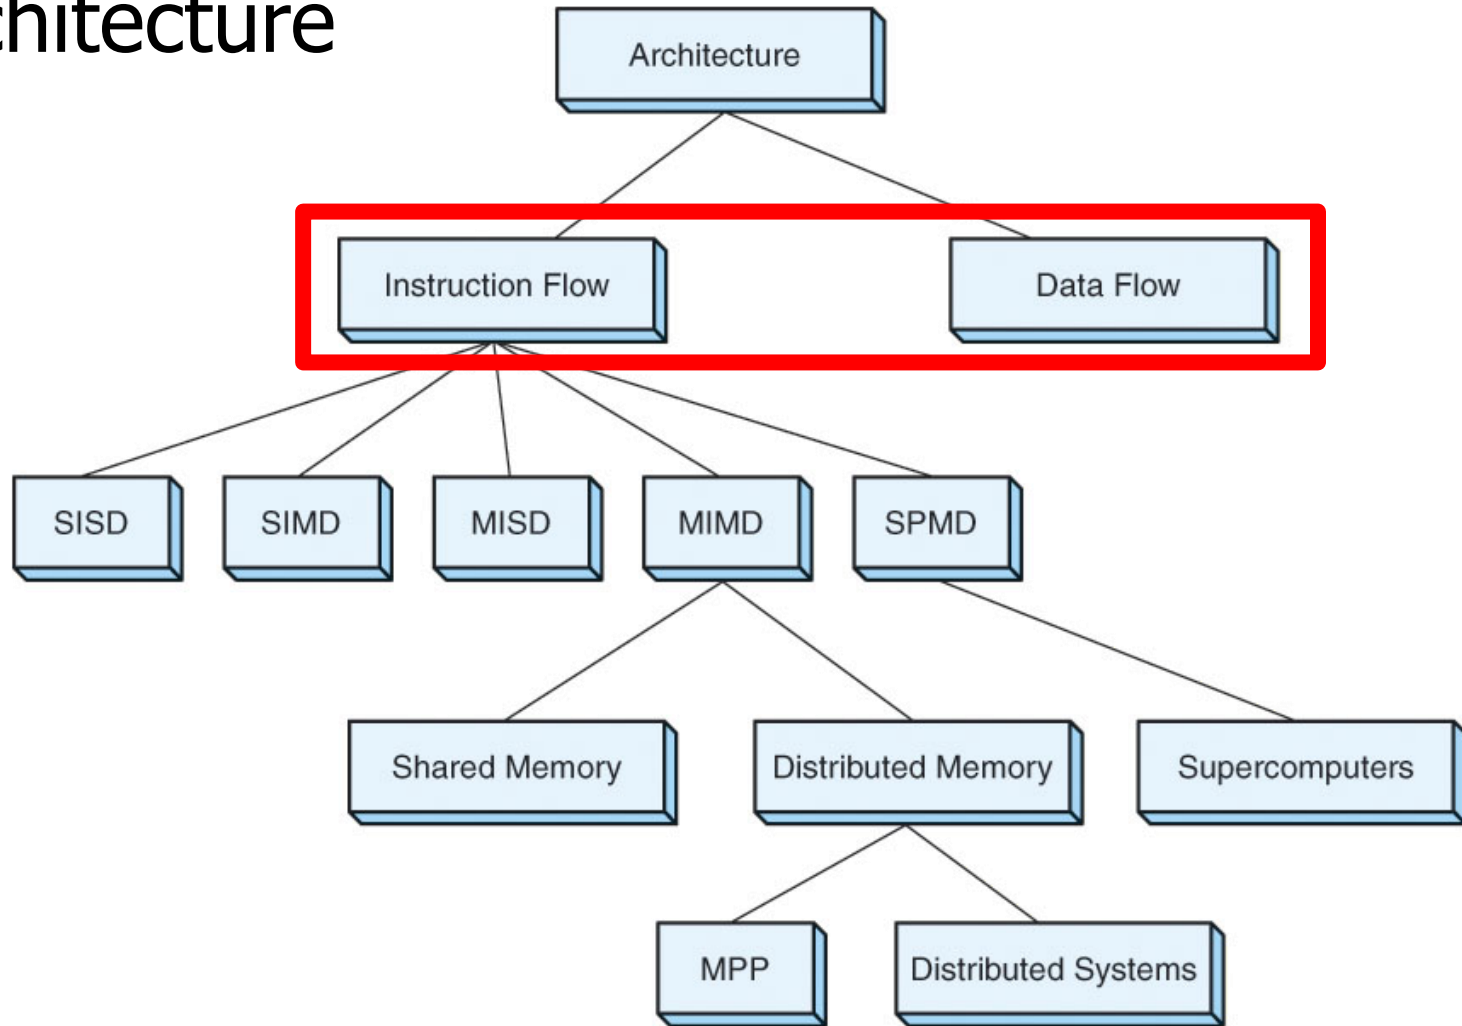 chitecture
Architecture
Instruction Flow
Data Flow
SISD
SIMD
MISD
MIMD
SPMD
Shared Memory
Distributed Memory
Supercomputers
MPP
Distributed Systems